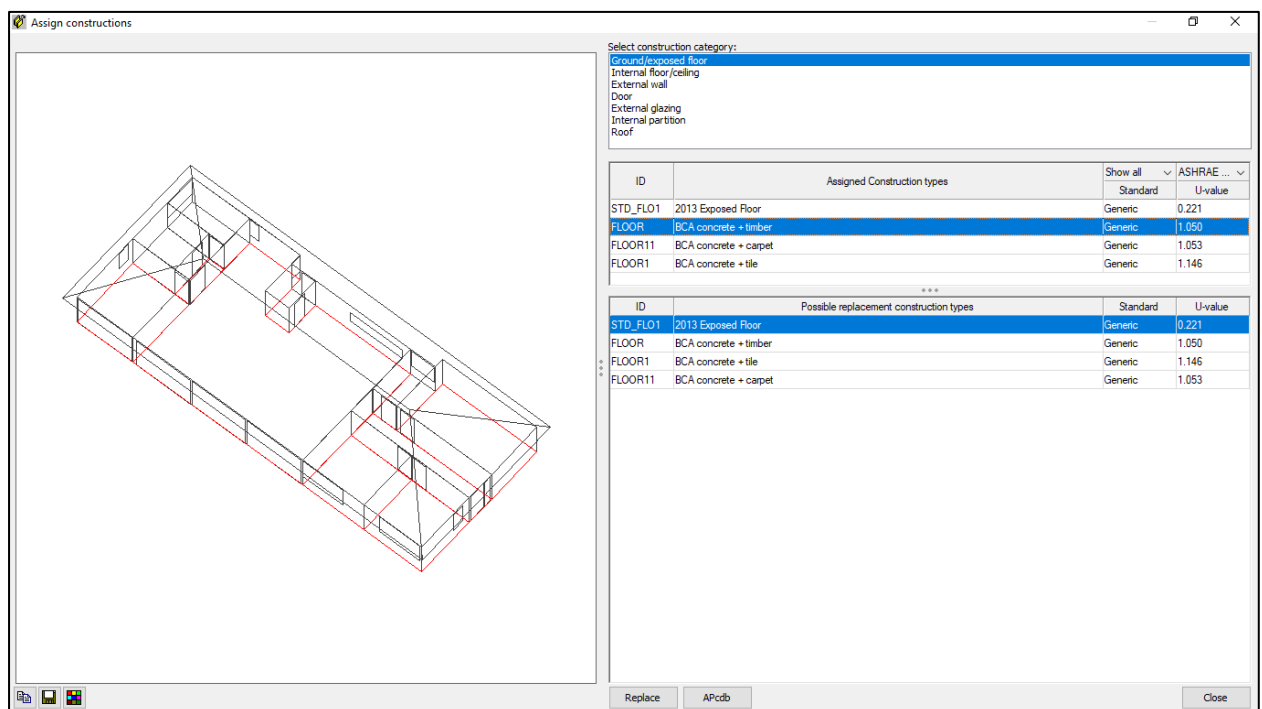 Assign constructions
Select construction category:
Ground/exposed floor
Internal floor/ceiling
External wall
Door
External glazing
Internal partition
Roof
ID Assigned Construction types Show all ASHRAE ...
Standard U-value
STD_FLO1 2013 Exposed Floor Generic 0.221
FLOOR BCA concrete + timber Generic 1.050
FLOOR11 BCA concrete + carpet Generic 1.053
FLOOR1 BCA concrete + tile Generic 1.146
ID Possible replacement construction types Standard U-value
STD_FLO1 2013 Exposed Floor Generic 0.221
FLOOR BCA concrete + timber Generic 1.050
FLOOR1 BCA concrete + tile Generic 1.146
FLOOR11 BCA concrete + carpet Generic 1.053
Replace APcdb Close